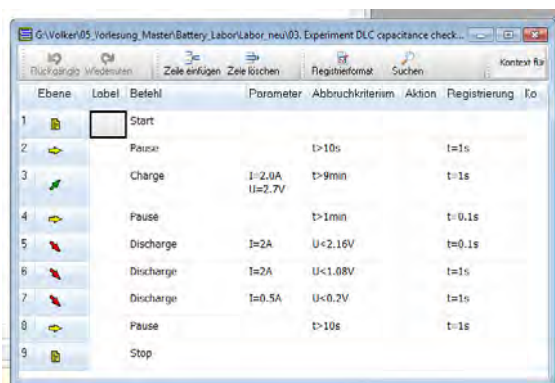 G:\Volker\05_Vorlesung_Master\Battery_Labor\Labor_neu\03. Experiment DLC capacitance check...
Rückgängig Wiederholen Zeile einfügen Zeile löschen Registrierformat Suchen Kontext für
Ebene Label Befehl Parameter Abbruchkriterium Aktion Registrierung Ko
1 Start
2 Pause t>10s t=1s
3 Charge I=2.0A t>9min t=1s
U=2.7V
4 Pause t>1min t=0.1s
5 Discharge I=2A U<2.16V t=0.1s
6 Discharge I=2A U<1.08V t=1s
7 Discharge I=0.5A U<0.2V t=1s
8 Pause t>10s t=1s
9 Stop